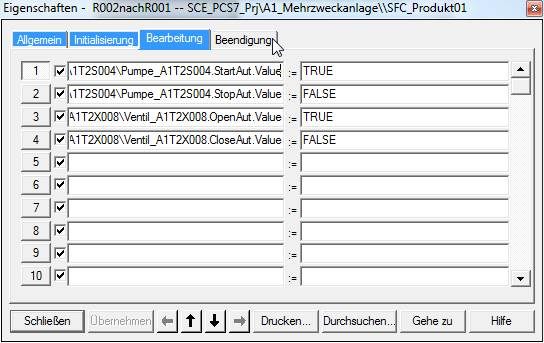 Eigenschaften - R002nachR001 -- SCE_PCS7_Prj\A1_Mehrzweckanlage\\SFC_Produkt01
Allgemein Initialisierung Bearbeitung Beendigung
1 \1T2S004\Pumpe_A1T2S004.StartAut.Value := TRUE
2 \1T2S004\Pumpe_A1T2S004.StopAut.Value := FALSE
3 A1T2X008\Ventil_A1T2X008.OpenAut.Value := TRUE
4 A1T2X008\Ventil_A1T2X008.CloseAut.Value := FALSE
5 :=
6 :=
7 :=
8 :=
9 :=
10 :=
Schließen Übernehmen Drucken... Durchsuchen... Gehe zu Hilfe